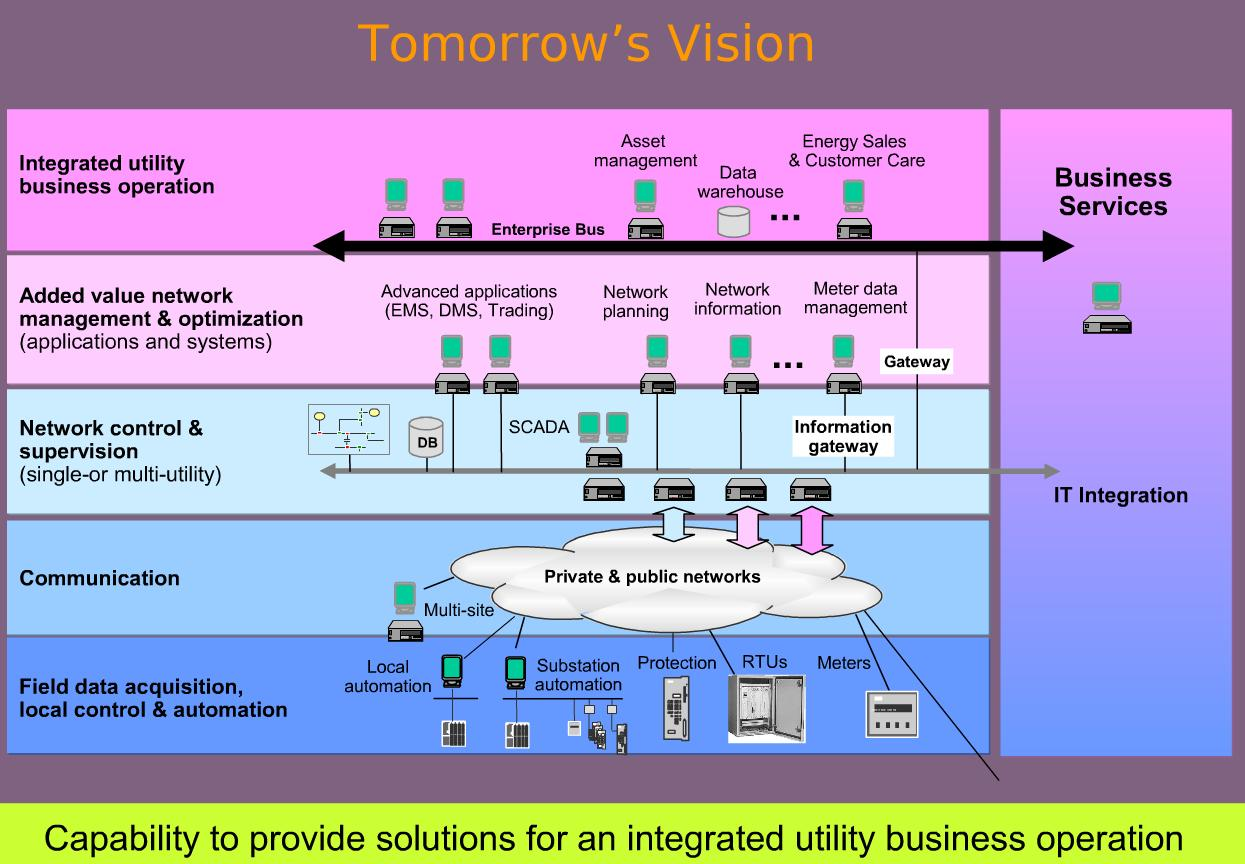 Tomorrow’s Vision
Integrated utility
business operation
Asset
management
Data
warehouse
...
Energy Sales
& Customer Care
Enterprise Bus
Business
Services
Added value network
management & optimization
(applications and systems)
Advanced applications
(EMS, DMS, Trading)
Network
planning
Network
information
...
Meter data
management
Gateway
Network control &
supervision
(single-or multi-utility)
DB
SCADA
Information
gateway
IT Integration
Communication
Private & public networks
Multi-site
Field data acquisition,
local control & automation
Local
automation
Substation
automation
Protection
RTUs
Meters
Capability to provide solutions for an integrated utility business operation